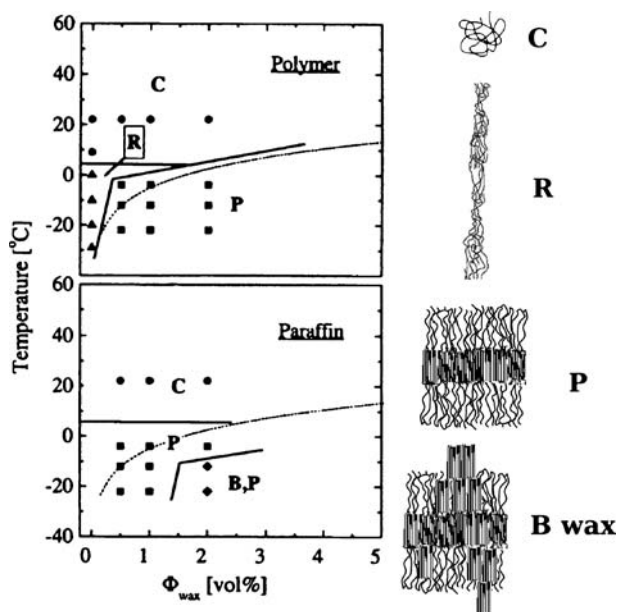 60
40
20
0
-20
-40
Polymer
C
R
P
60
40
20
0
-20
-40
Paraffin
C
P
B,P
0 1 2 3 4 5
Temperature [°C]
Φwax [vol%]
C
R
P
B wax